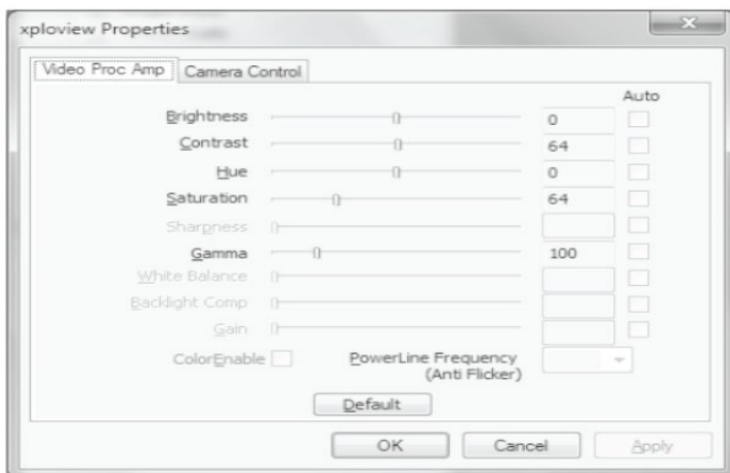 xploview Properties
Video Proc Amp Camera Control
Auto
Brightness 0
Contrast 64
Hue 0
Saturation 64
Sharpness
Gamma 100
White Balance
Backlight Comp
Gain
ColorEnable PowerLine Frequency
(Anti Flicker)
Default
OK Cancel Apply